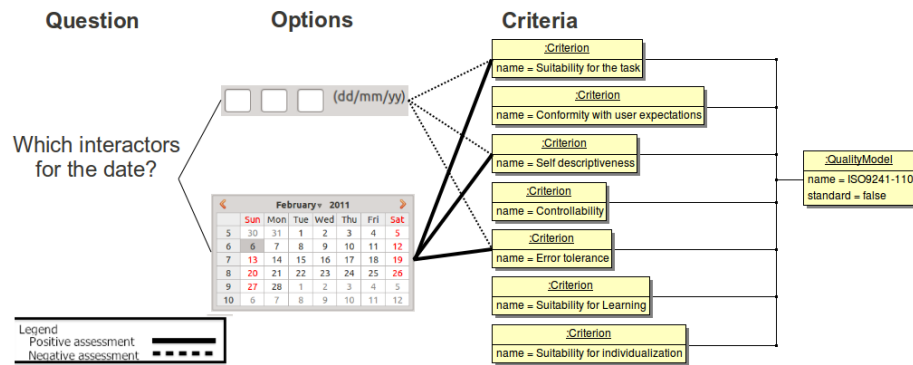 Question
Options
Criteria
Which interactors
for the date?
(dd/mm/yy)
February▾ 2011
Sun Mon Tue Wed Thu Fri Sat
5 30 31 1 2 3 4 5
6 6 7 8 9 10 11 12
7 13 14 15 16 17 18 19
8 20 21 22 23 24 25 26
9 27 28 1 2 3 4 5
10 6 7 8 9 10 11 12
:Criterion
name = Suitability for the task
:Criterion
name = Conformity with user expectations
:Criterion
name = Self descriptiveness
:Criterion
name = Controllability
:Criterion
name = Error tolerance
:Criterion
name = Suitability for Learning
:Criterion
name = Suitability for individualization
:QualityModel
name = ISO9241-110
standard = false
Legend
Positive assessment
Negative assessment